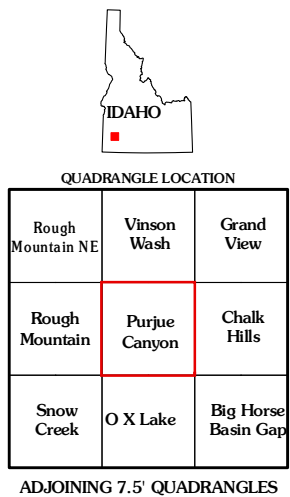 IDAHO
QUADRANGLE LOCATION
Rough
Mountain NE
Vinson
Wash
Grand
View
Rough
Mountain
Purjue
Canyon
Chalk
Hills
Snow
Creek
O X Lake
Big Horse
Basin Gap
ADJOINING 7.5' QUADRANGLES